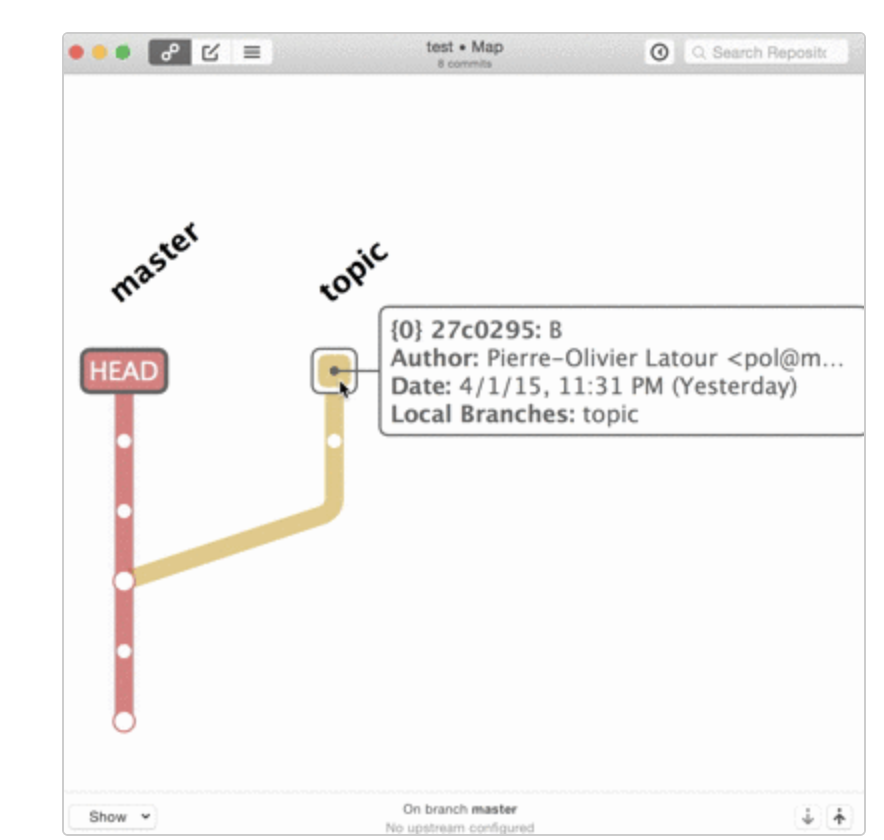 test • Map
8 commits
Search Reposito
master
topic
HEAD
{0} 27c0295: B
Author: Pierre-Olivier Latour <pol@m...
Date: 4/1/15, 11:31 PM (Yesterday)
Local Branches: topic
Show
On branch master
No upstream configured